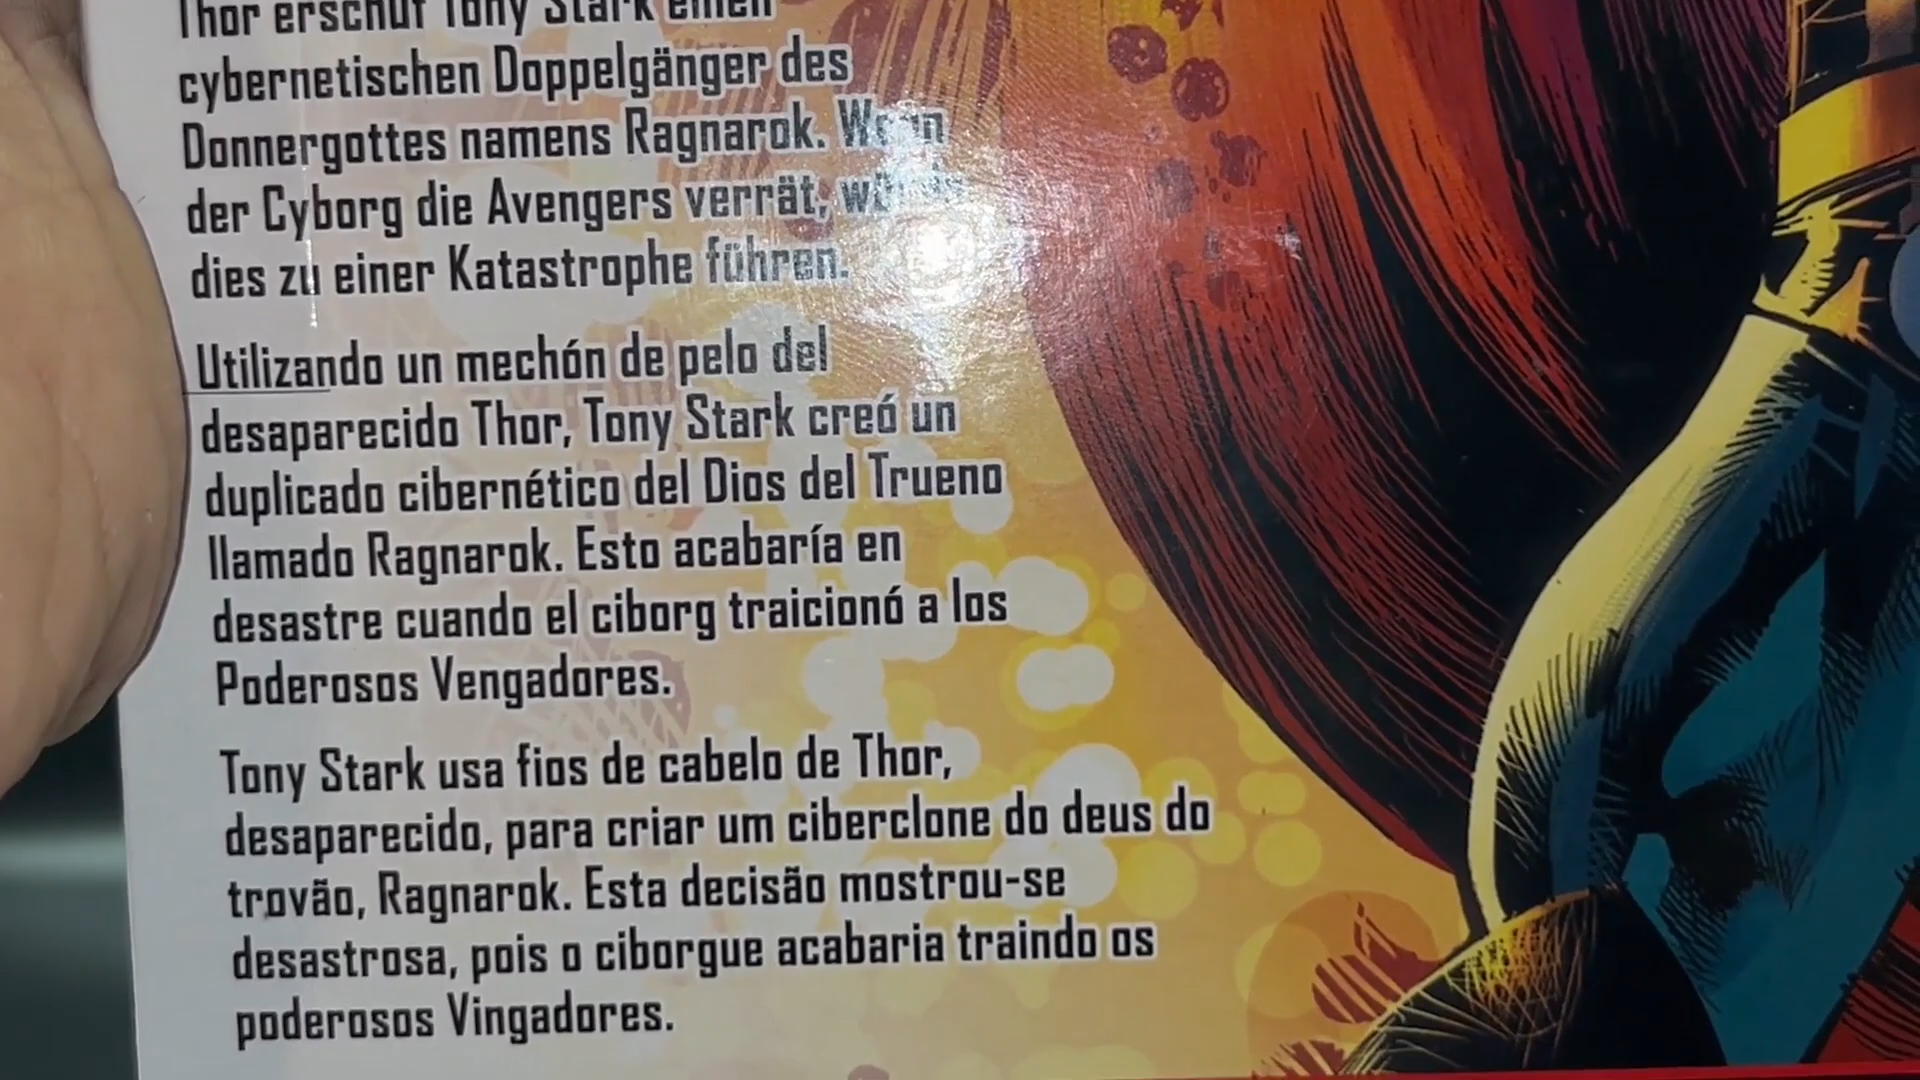 Thor erschuf Tony Stark einen
cybernetischen Doppelgänger des
Donnergottes namens Ragnarok.
der Cyborg die Avengers verrät,
dies zu einer Katastrophe führen.
Utilizando un mechón de pelo del
desaparecido Thor, Tony Stark creó un
duplicado cibernético del Dios del Trueno
llamado Ragnarok. Esto acabaría en
desastre cuando el ciborg traicionó a los
Poderosos Vengadores.
Tony Stark usa fios de cabelo de Thor,
desaparecido, para criar um ciberclone do deus do
trovão, Ragnarok. Esta decisão mostrou-se
desastrosa, pois o ciborgue acabaria traindo os
poderosos Vingadores.